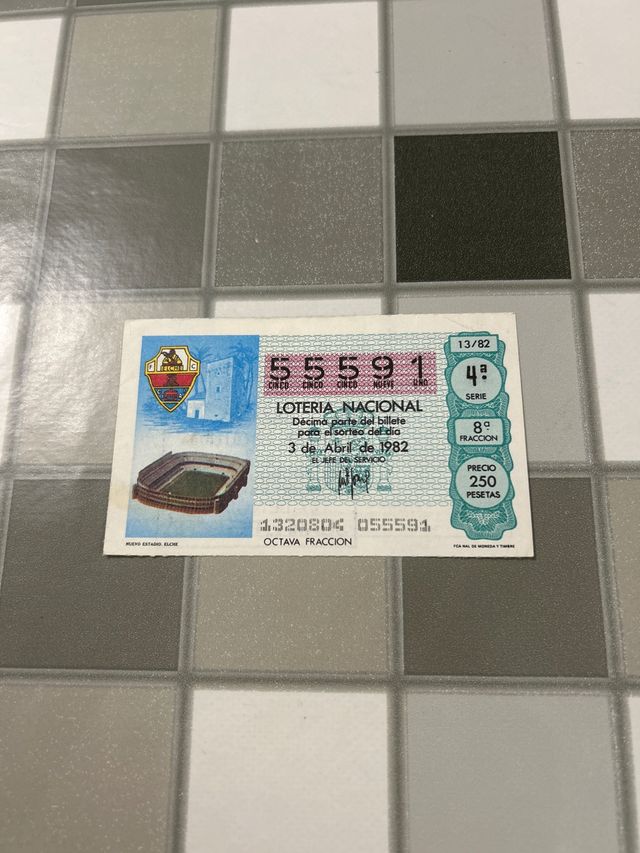 ELCHE
55591
CINCO CINCO CINCO NUEVE UNO
LOTERIA NACIONAL
Décima parte del billete
para el sorteo del día
3 de Abril de 1982
EL JEFE DEL SERVICIO
1320804 055591
OCTAVA FRACCION
NUEVO ESTADIO. ELCHE
13/82
4ª
SERIE
8ª
FRACCION
PRECIO
250
PESETAS
FCA NAL DE MONEDA Y TIMBRE